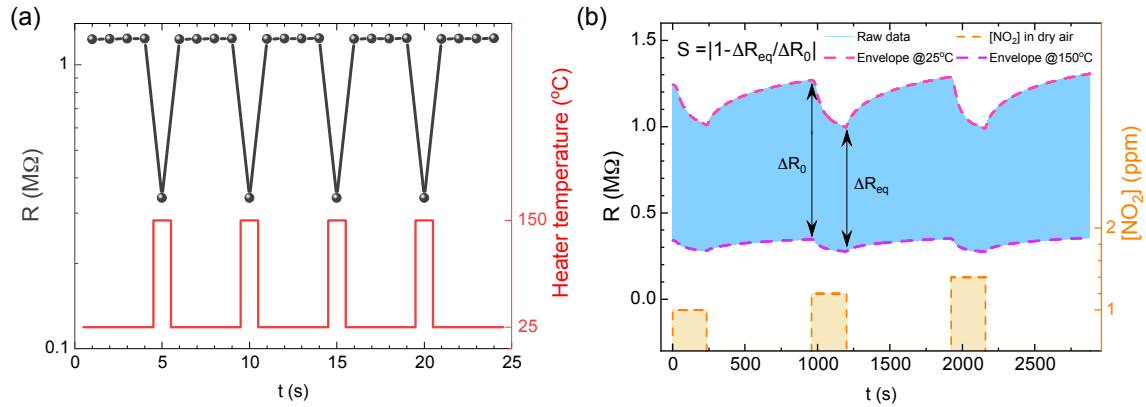 (a)
R (MΩ)
1
0.1
0 5 10 15 20 25
t (s)
150
25
Heater temperature (°C)
(b)
S =|1-ΔR_eq/ΔR_0|
Raw data
[NO₂] in dry air
Envelope @25°C
Envelope @150°C
R (MΩ)
1.5
1.0
0.5
0.0
ΔR₀
ΔR_eq
2
1
[NO₂] (ppm)
0 500 1000 1500 2000 2500
t (s)